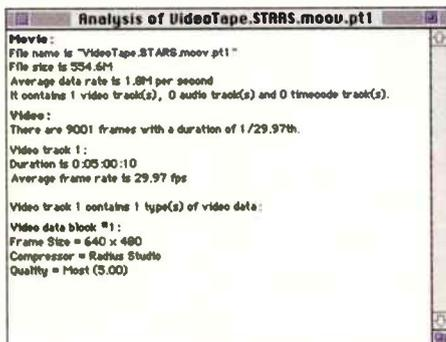 Analysis of VideoTape.STARS.moov.pt1
Movie:
File name is "VideoTape.STARS.moov.pt1"
File size is 554.6M
Average data rate is 1.8M per second
It contains 1 video track(s), 0 audio track(s) and 0 timecode track(s).
Video:
There are 9001 frames with a duration of 1/29.97th.
Video track 1:
Duration is 0:05:00:10
Average frame rate is 29.97 fps
Video track 1 contains 1 type(s) of video data:
Video data block #1:
Frame Size = 640 x 480
Compressor = Radius Studio
Quality = Most (5.00)